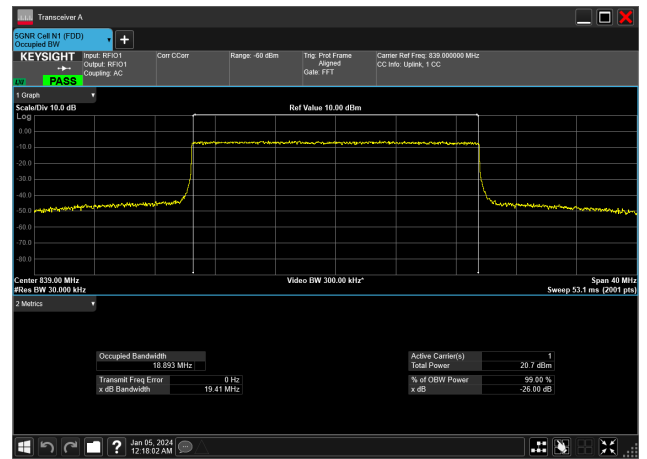 Transceiver A
5GNR Cell N1 (FDD)
Occupied BW
KEYSIGHT
LW PASS
Input: RFIO1
Output: RFIO1
Coupling: AC
Corr CCorr
Range: -60 dBm
Trig: Prot Frame
Aligned
Gate: FFT
Carrier Ref Freq: 839.000000 MHz
CC Info: Uplink, 1 CC
1 Graph
Scale/Div 10.0 dB
Ref Value 10.00 dBm
Log
0.00
-10.0
-20.0
-30.0
-40.0
-50.0
-60.0
-70.0
-80.0
Center 839.00 MHz
Video BW 300.00 kHz*
Span 40 MHz
#Res BW 30.000 kHz
Sweep 53.1 ms (2001 pts)
2 Metrics
Occupied Bandwidth
18.893 MHz
Transmit Freq Error 0 Hz
x dB Bandwidth 19.41 MHz
Active Carrier(s) 1
Total Power 20.7 dBm
% of OBW Power 99.00 %
x dB -26.00 dB
Jan 05, 2024
12:18:02 AM